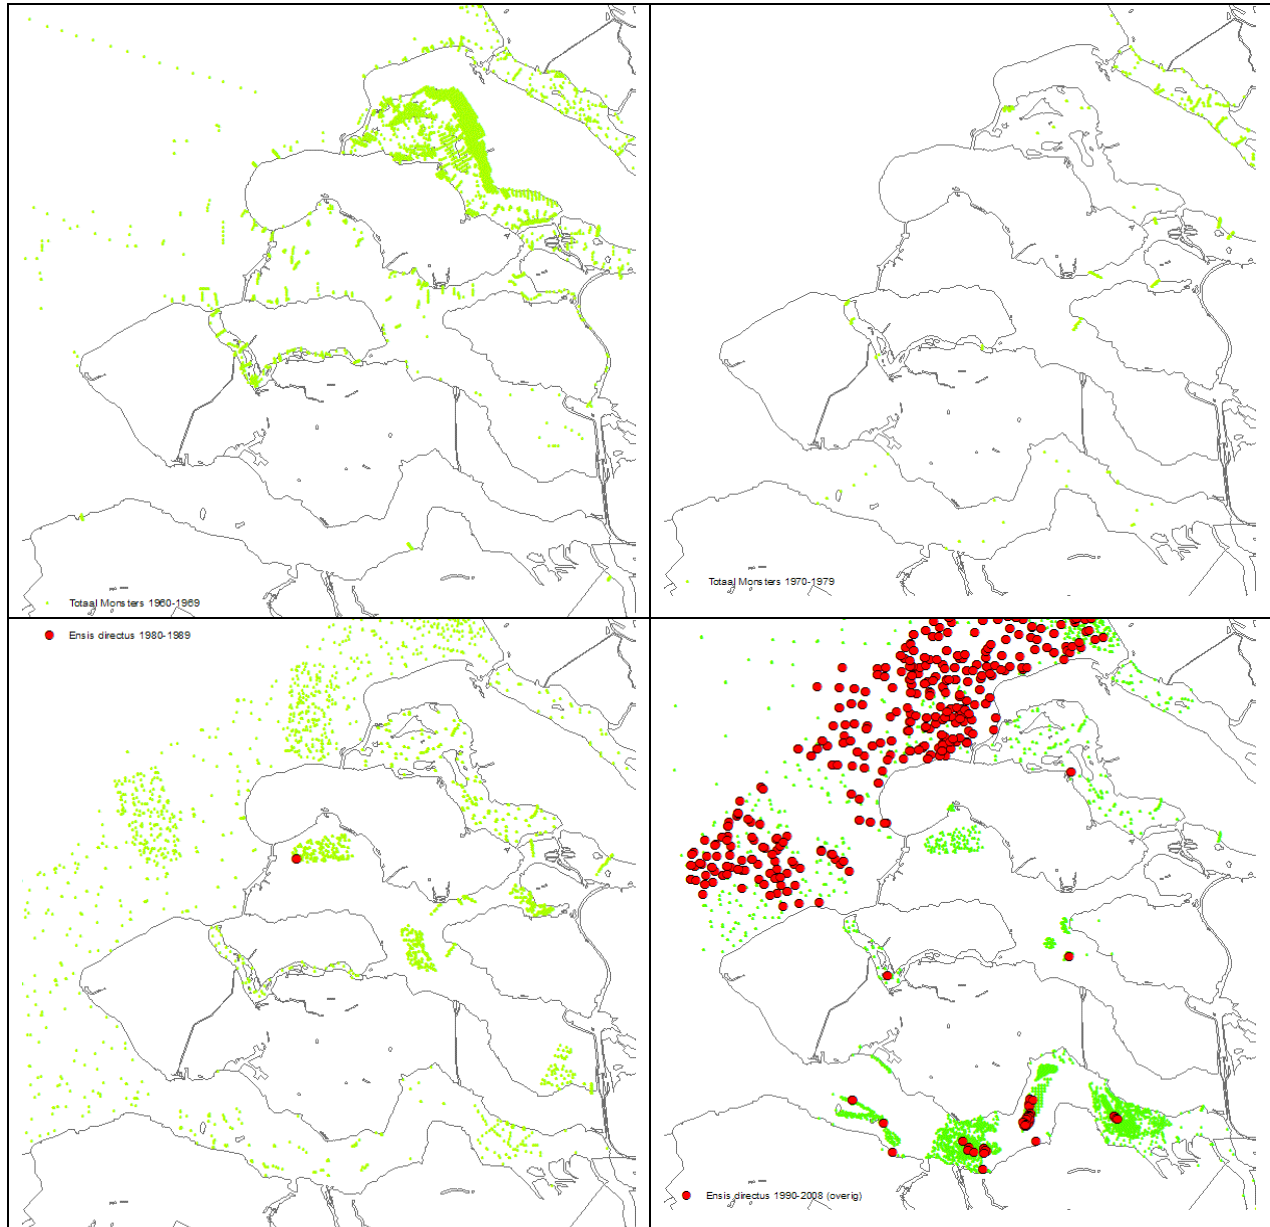 Totaal Monsters 1960-1969
Totaal Monsters 1970-1979
Ensis directus 1980-1989
Ensis directus 1990-2008 (overig)